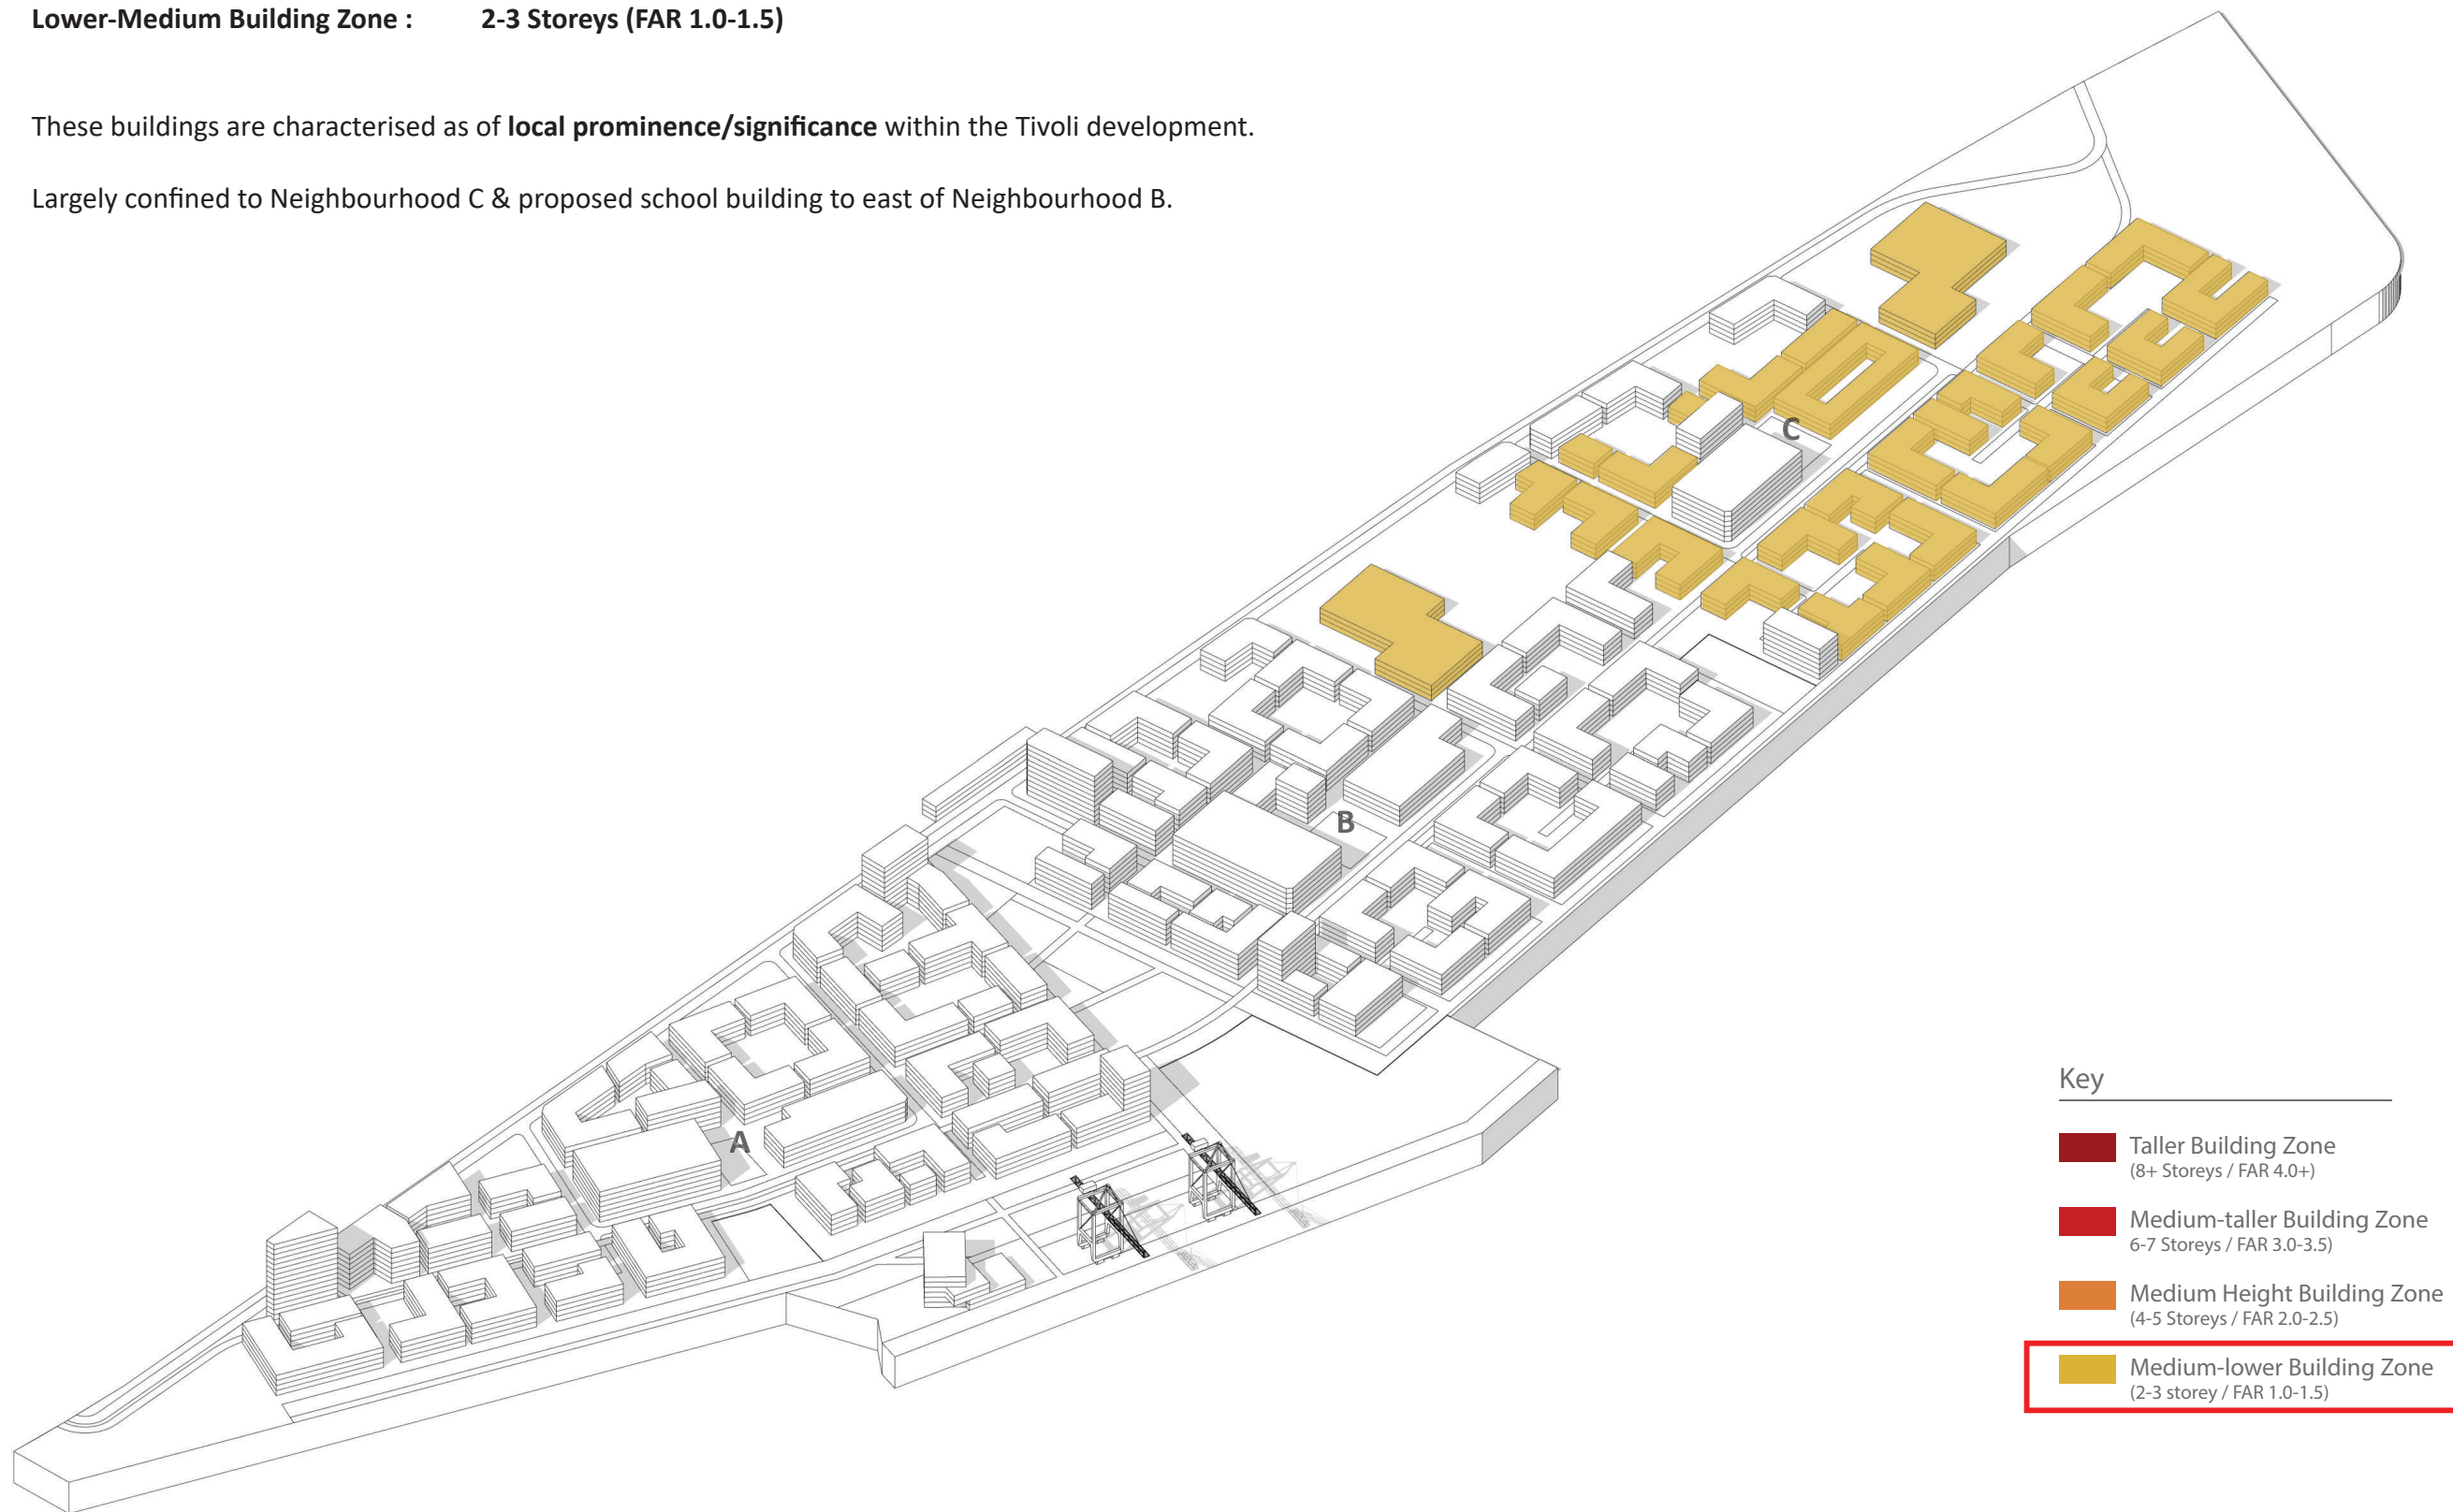 Lower-Medium Building Zone : 2-3 Storeys (FAR 1.0-1.5)
These buildings are characterised as of local prominence/significance within the Tivoli development.
Largely confined to Neighbourhood C & proposed school building to east of Neighbourhood B.
C
B
A
Key
Taller Building Zone
(8+ Storeys / FAR 4.0+)
Medium-taller Building Zone
6-7 Storeys / FAR 3.0-3.5)
Medium Height Building Zone
(4-5 Storeys / FAR 2.0-2.5)
Medium-lower Building Zone
(2-3 storey / FAR 1.0-1.5)